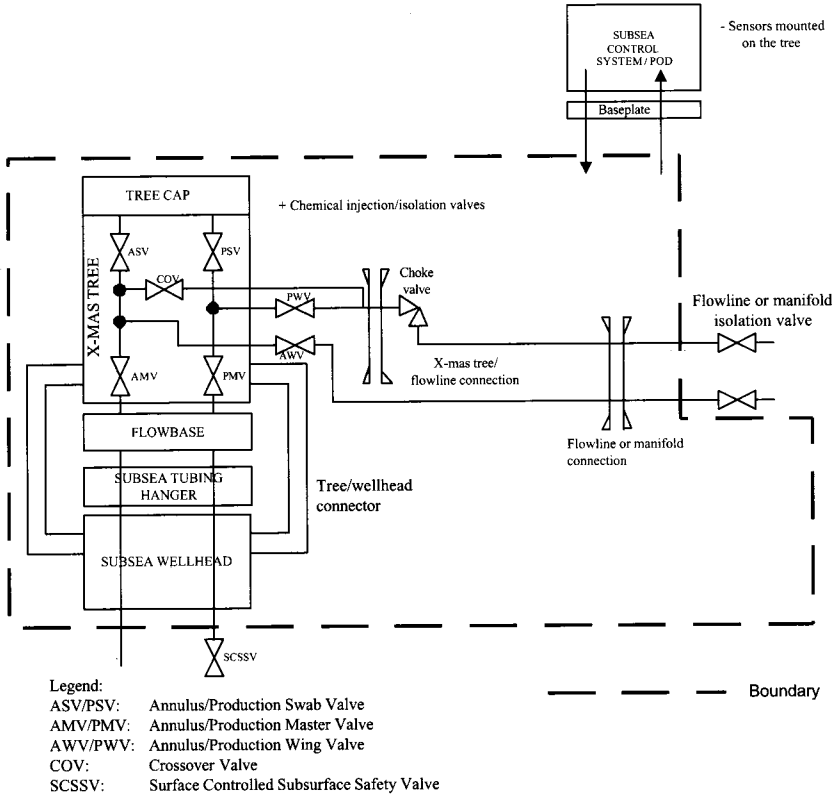 SUBSEA
CONTROL
SYSTEM / POD
- Sensors mounted
on the tree
Baseplate
TREE CAP
+ Chemical injection/isolation valves
ASV
PSV
X-MAS TREE
COV
PWV
Choke
valve
Flowline or manifold
isolation valve
AWV
X-mas tree/
flowline connection
AMV
PMV
FLOWBASE
Flowline or manifold
connection
SUBSEA TUBING
HANGER
Tree/wellhead
connector
SUBSEA WELLHEAD
SCSSV
Legend:
ASV/PSV: Annulus/Production Swab Valve
AMV/PMV: Annulus/Production Master Valve
AWV/PWV: Annulus/Production Wing Valve
COV: Crossover Valve
SCSSV: Surface Controlled Subsurface Safety Valve
Boundary